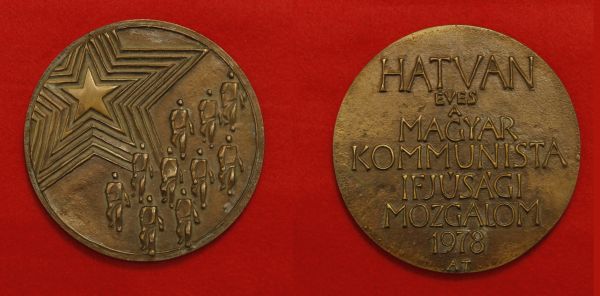 HATVAN
ÉVES
A
MAGYAR
KOMMUNISTA
IFJÚSÁGI
MOZGALOM
1978
A.T